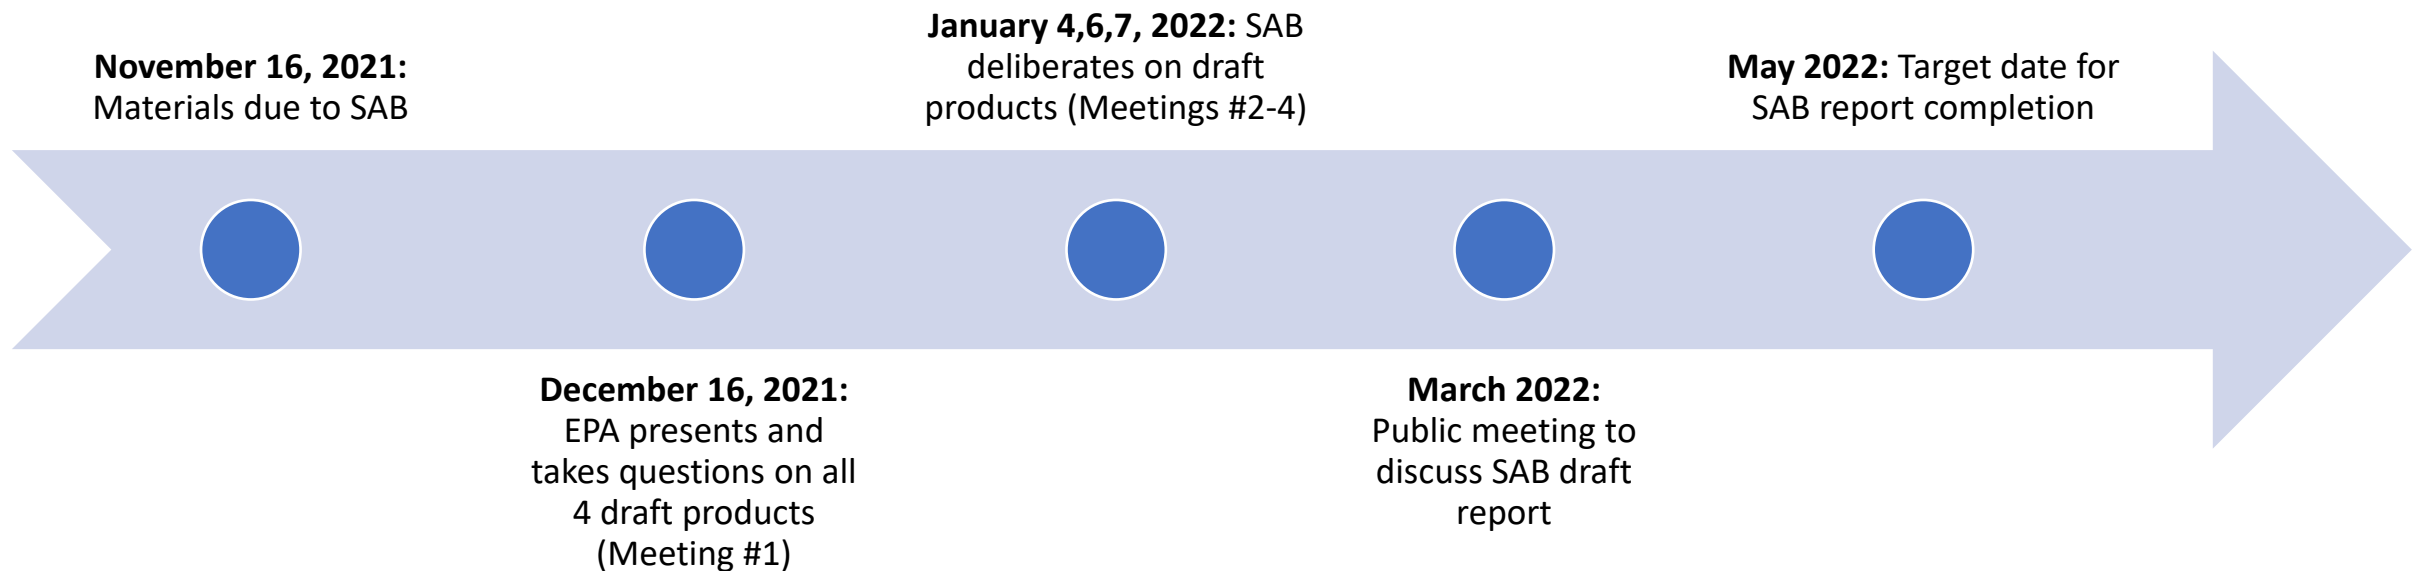 November 16, 2021:
Materials due to SAB
December 16, 2021:
EPA presents and
takes questions on all
4 draft products
(Meeting #1)
January 4,6,7, 2022: SAB
deliberates on draft
products (Meetings #2-4)
March 2022:
Public meeting to
discuss SAB draft
report
May 2022: Target date for
SAB report completion